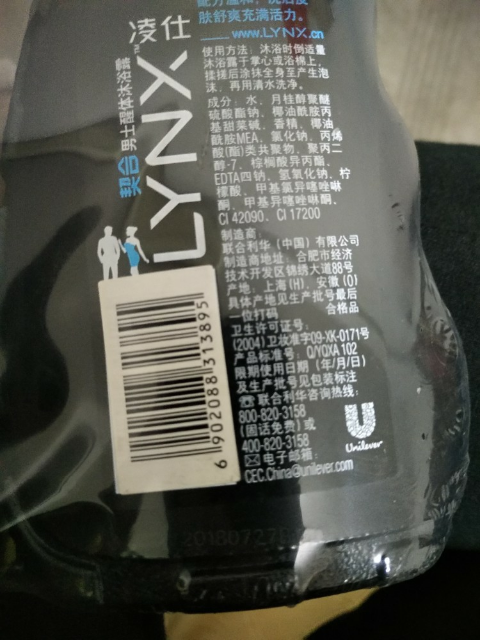 配方温和，洗后皮
肤舒爽充满活力。
www.LYNX.cn
使用方法：沐浴时倒适量
沐浴露于掌心或浴棉上，
揉搓后涂抹全身至产生泡
沫，再用清水洗净。
成分：水，月桂醇聚醚
硫酸酯钠，椰油酰胺丙
基甜菜碱，香精，椰油
酰胺MEA，氯化钠，丙烯
酸(酯)类共聚物，聚丙二
醇-7，棕榈酸异丙酯，
EDTA四钠，氢氧化钠，柠
檬酸，甲基氯异噻唑啉
酮，甲基异噻唑啉酮。
CI 42090，CI 17200
制造商：
联合利华（中国）有限公司
制造商地址：合肥市经济
技术开发区锦绣大道88号
产地：上海(H)，安徽(01)
具体产地见生产批号最后
一位打码 合格品
卫生许可证号：
(2004)卫妆准字09-XK-0171号
产品标准号：Q/YQXA 102
限期使用日期（年/月/日）
及生产批号见包装标注
☏ 联合利华咨询热线：
800-820-3158
(固话免费) 或
400-820-3158
✉ 电子邮箱：
CEC.China@unilever.com
Unilever
凌仕
LYNX™
契合 男士醒体沐浴露
6 902088 313895